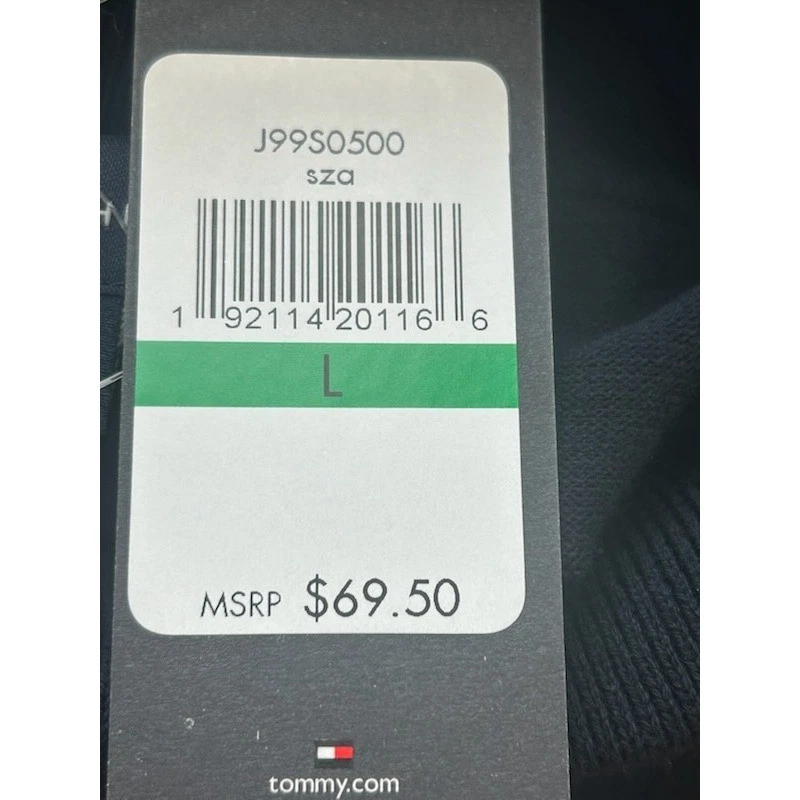 J99S0500
sza
1 92114 20116 6
L
MSRP $69.50
tommy.com